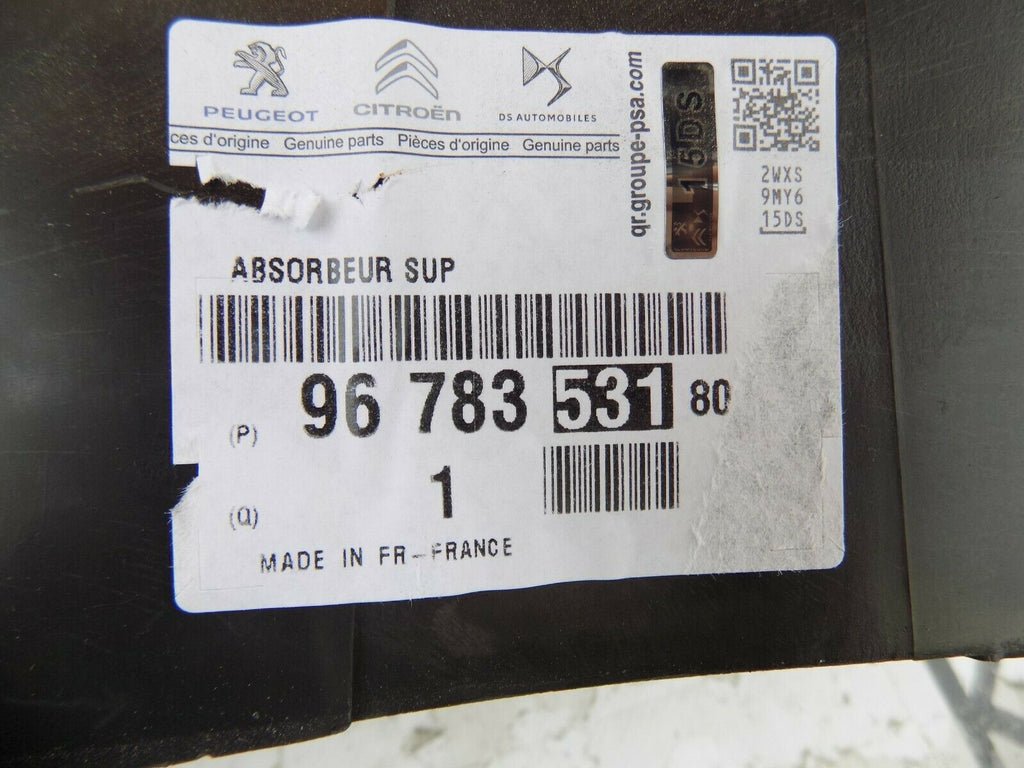 PEUGEOT CITROËN DS AUTOMOBILES
ces d'origine Genuine parts Pièces d'origine Genuine parts
qr.groupe-psa.com
15DS
2WXS
9MY6
15DS
ABSORBEUR SUP
96 783 531 80
(P)
1
(Q)
MADE IN FR-FRANCE